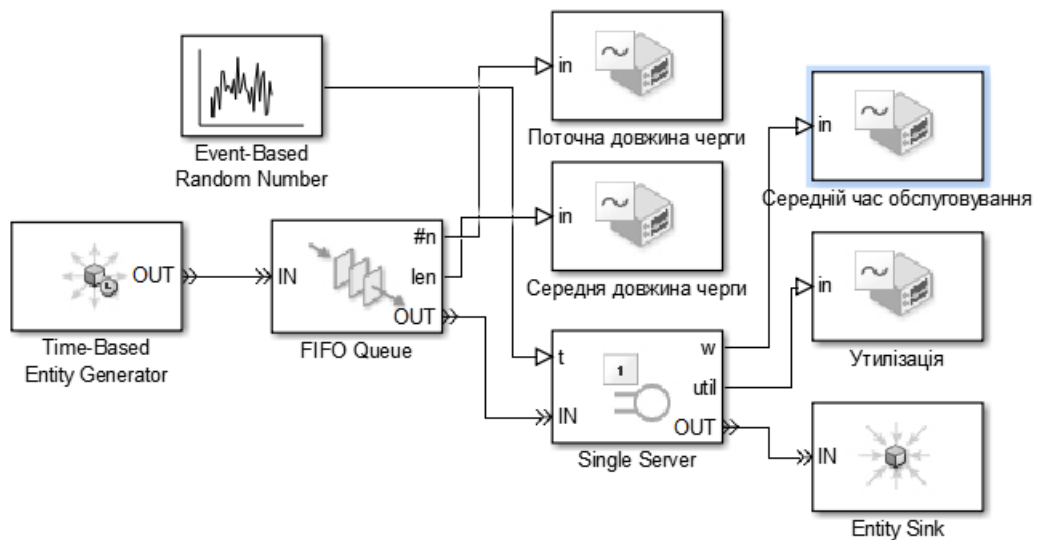 in
Поточна довжина черги
Event-Based
Random Number
in
Середній час обслуговування
in
Середня довжина черги
OUT
Time-Based
Entity Generator
IN
#n
len
OUT
FIFO Queue
in
Утилізація
t
IN
1
w
util
OUT
Single Server
IN
Entity Sink